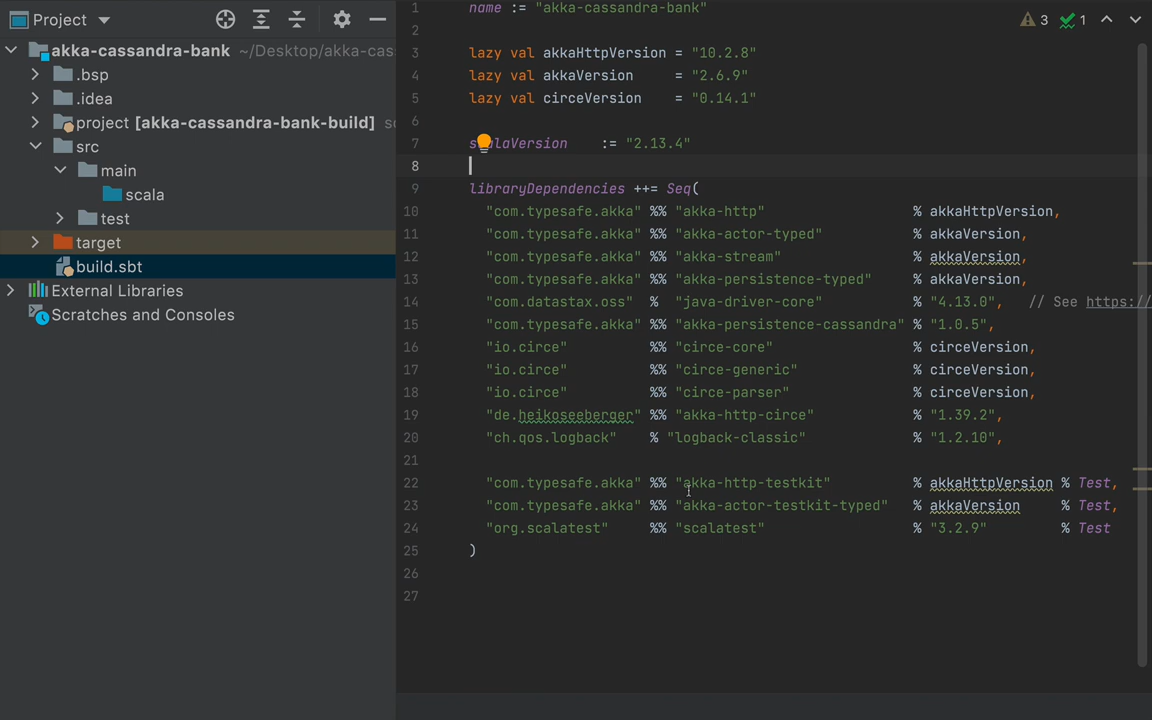 Project
3 1
akka-cassandra-bank ~/Desktop/akka-cas
.bsp
.idea
project [akka-cassandra-bank-build]
src
main
scala
test
target
build.sbt
External Libraries
Scratches and Consoles
1 name := "akka-cassandra-bank"
2
3 lazy val akkaHttpVersion = "10.2.8"
4 lazy val akkaVersion = "2.6.9"
5 lazy val circeVersion = "0.14.1"
6
7 scalaVersion := "2.13.4"
8
9 libraryDependencies ++= Seq(
10 "com.typesafe.akka" %% "akka-http" % akkaHttpVersion,
11 "com.typesafe.akka" %% "akka-actor-typed" % akkaVersion,
12 "com.typesafe.akka" %% "akka-stream" % akkaVersion,
13 "com.typesafe.akka" %% "akka-persistence-typed" % akkaVersion,
14 "com.datastax.oss" % "java-driver-core" % "4.13.0", // See https://
15 "com.typesafe.akka" %% "akka-persistence-cassandra" % "1.0.5",
16 "io.circe" %% "circe-core" % circeVersion,
17 "io.circe" %% "circe-generic" % circeVersion,
18 "io.circe" %% "circe-parser" % circeVersion,
19 "de.heikoseeberger" %% "akka-http-circe" % "1.39.2",
20 "ch.qos.logback" % "logback-classic" % "1.2.10",
21
22 "com.typesafe.akka" %% "akka-http-testkit" % akkaHttpVersion % Test,
23 "com.typesafe.akka" %% "akka-actor-testkit-typed" % akkaVersion % Test,
24 "org.scalatest" %% "scalatest" % "3.2.9" % Test
25 )
26
27